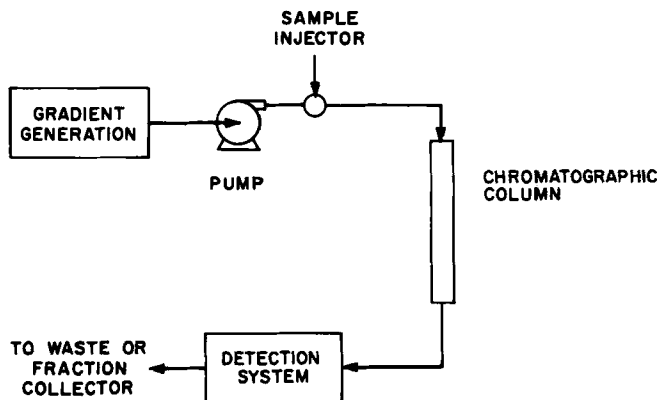 SAMPLE
INJECTOR
GRADIENT
GENERATION
PUMP
CHROMATOGRAPHIC
COLUMN
DETECTION
SYSTEM
TO WASTE OR
FRACTION
COLLECTOR